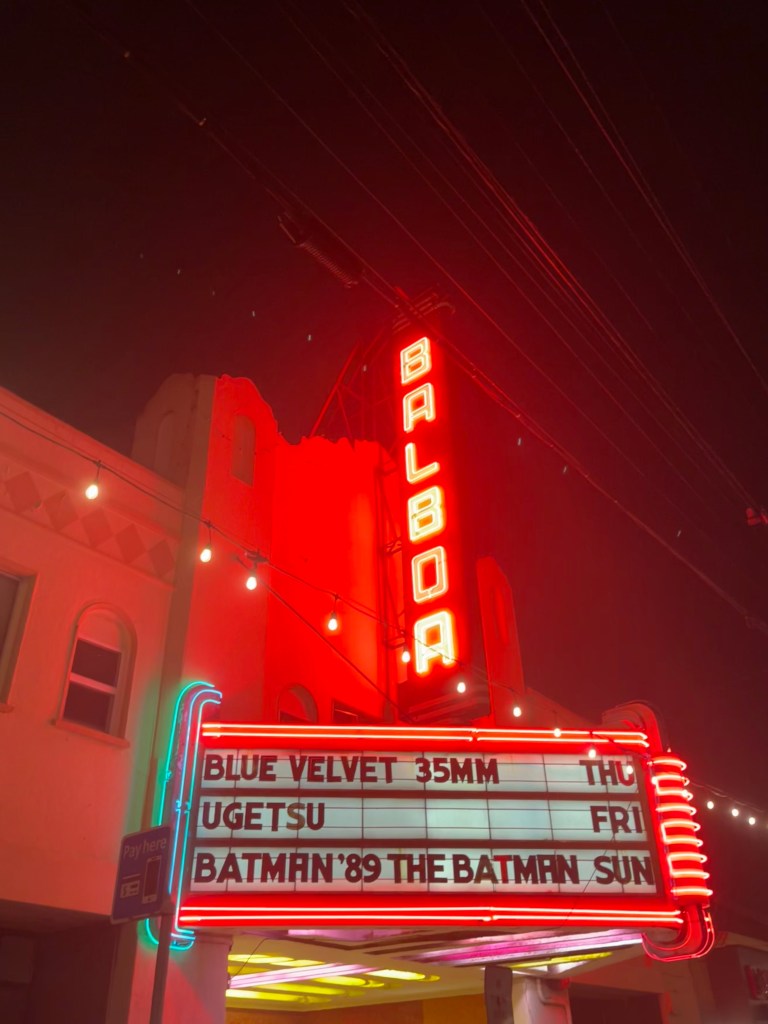 BALBOA
BLUE VELVET 35MM THU
UGETSU FRI
BATMAN '89 THE BATMAN SUN
Pay here